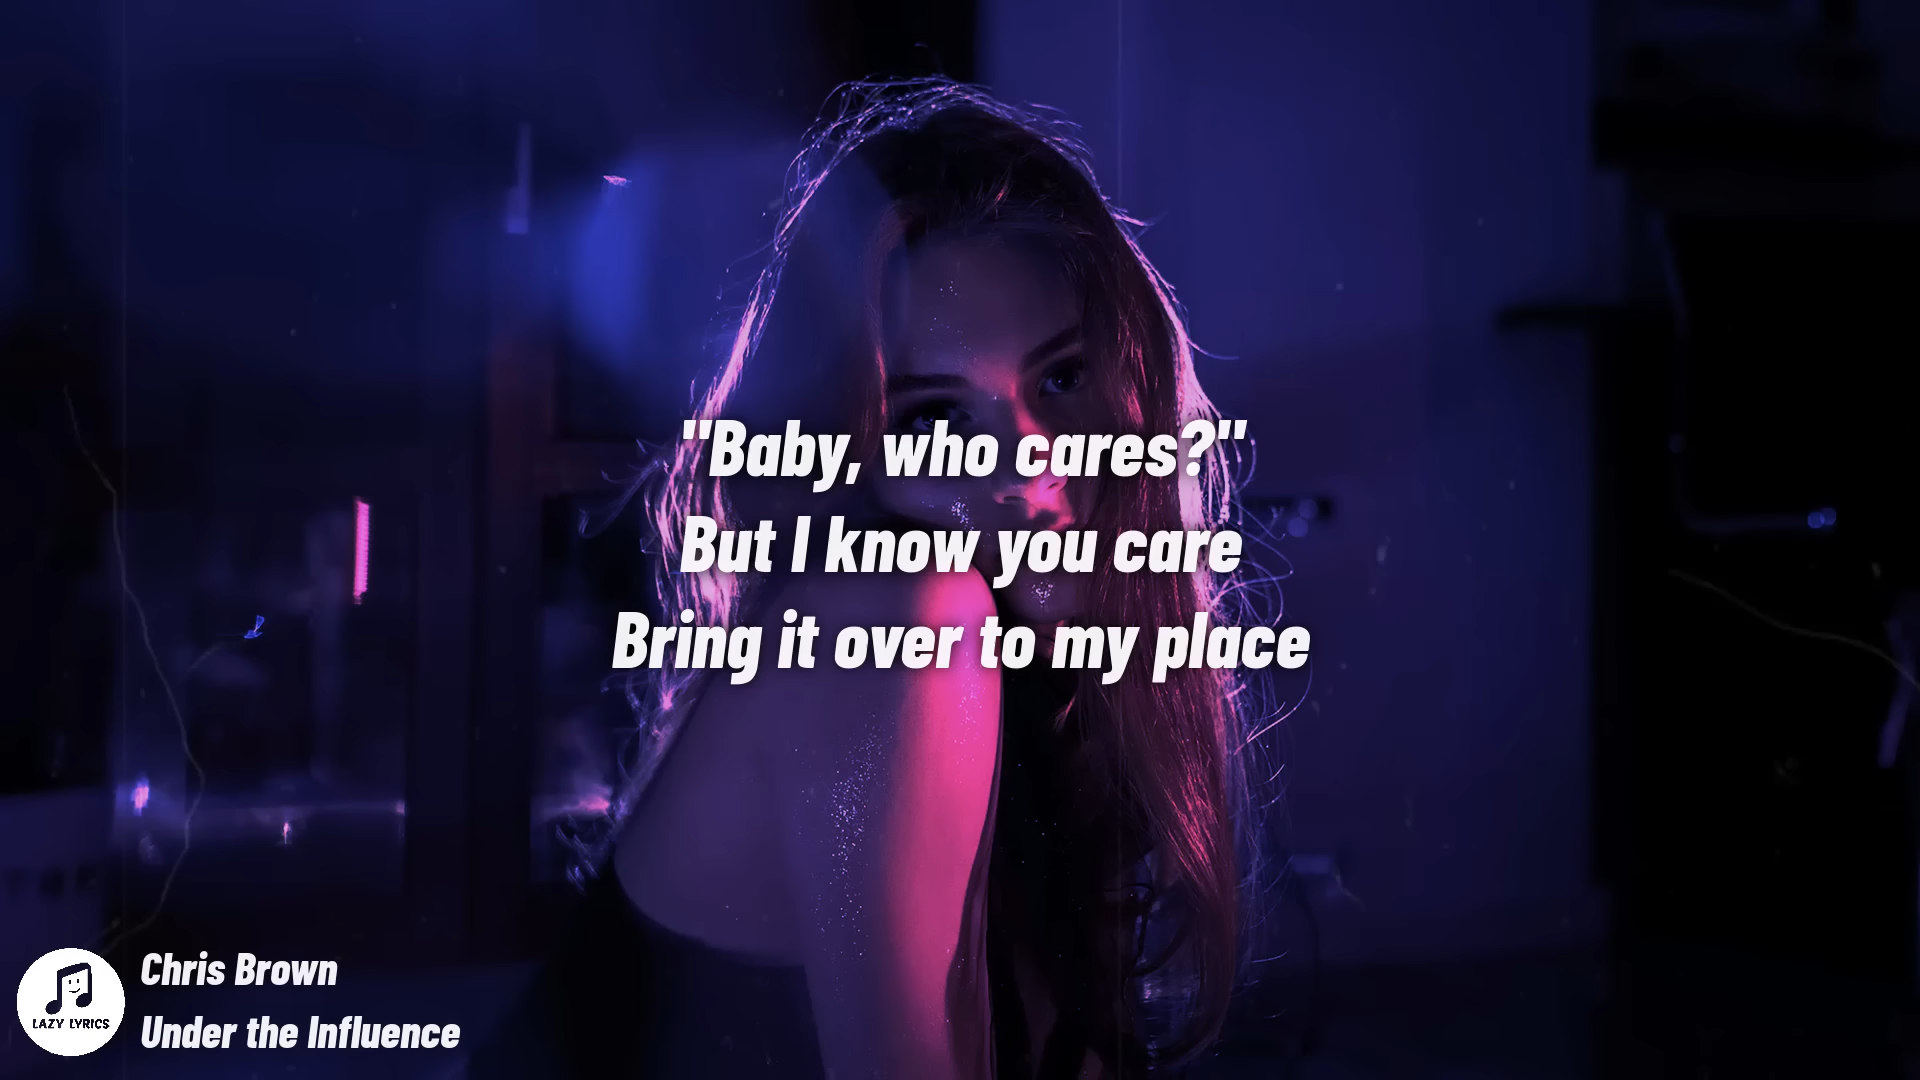 "Baby, who cares?"
But I know you care
Bring it over to my place
LAZY LYRICS
Chris Brown
Under the Influence